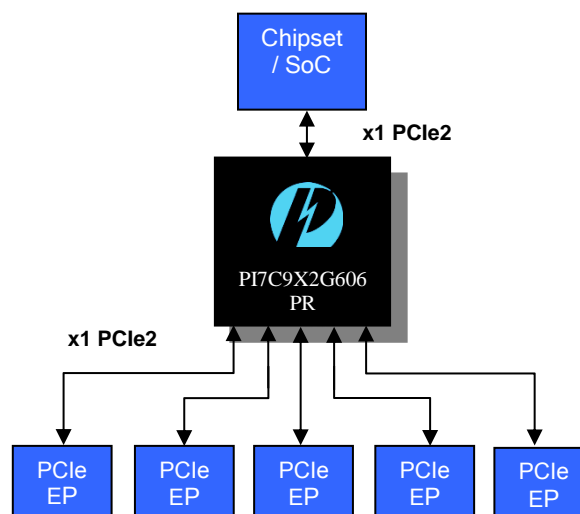 Chipset
/ SoC
x1 PCIe2
PI7C9X2G606
PR
x1 PCIe2
PCIe
EP
PCIe
EP
PCIe
EP
PCIe
EP
PCIe
EP